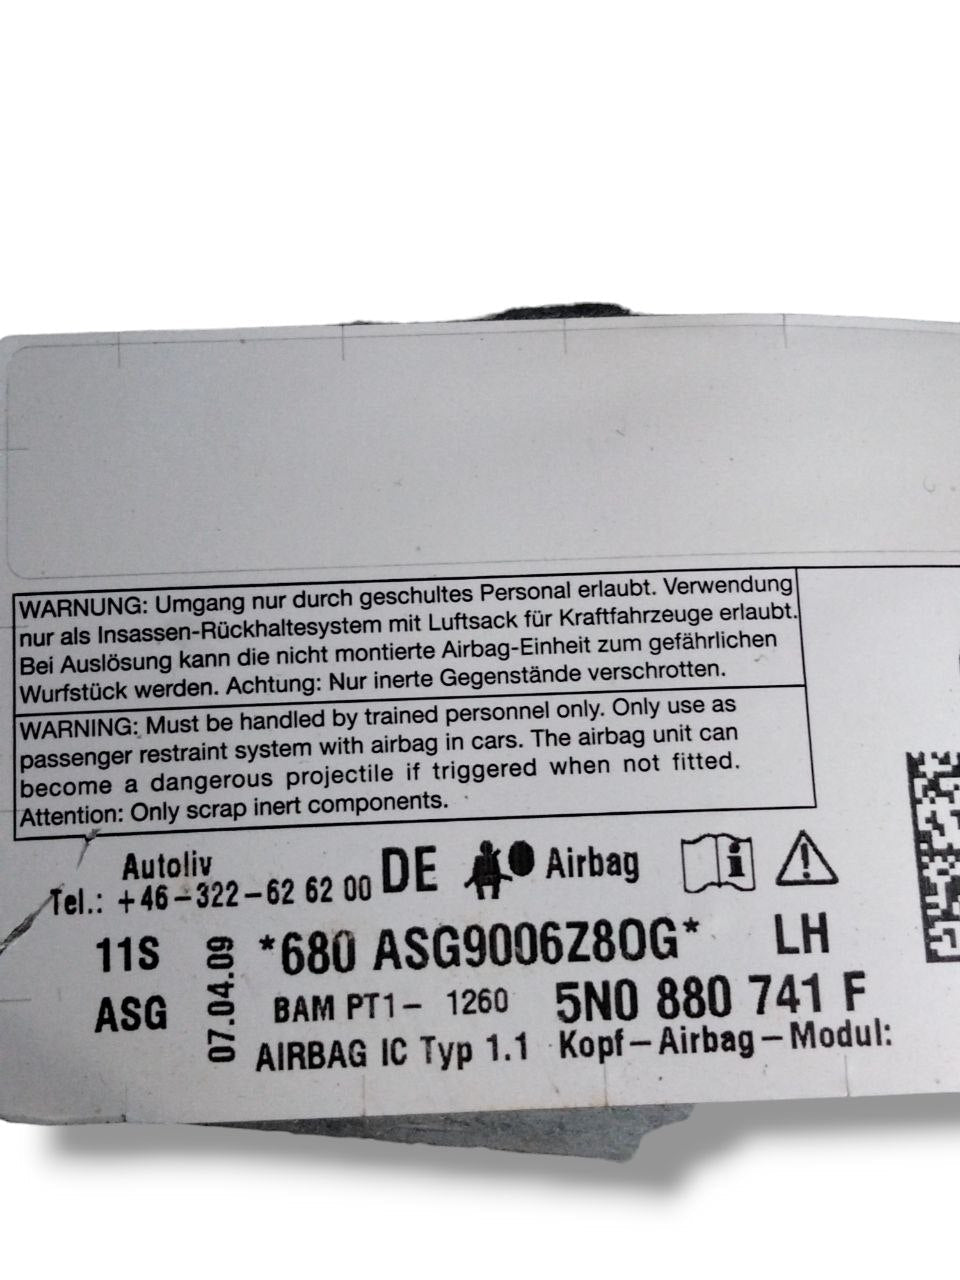 WARNUNG: Umgang nur durch geschultes Personal erlaubt. Verwendung
nur als Insassen-Rückhaltesystem mit Luftsack für Kraftfahrzeuge erlaubt.
Bei Auslösung kann die nicht montierte Airbag-Einheit zum gefährlichen
Wurfstück werden. Achtung: Nur inerte Gegenstände verschrotten.
WARNING: Must be handled by trained personnel only. Only use as
passenger restraint system with airbag in cars. The airbag unit can
become a dangerous projectile if triggered when not fitted.
Attention: Only scrap inert components.
Autoliv DE Airbag
Tel.: +46-322-62 62 00
11S *680 ASG9006Z80G* LH
ASG 07.04.09 BAM PT1- 1260 5N0 880 741 F
AIRBAG IC Typ 1.1 Kopf-Airbag-Modul: